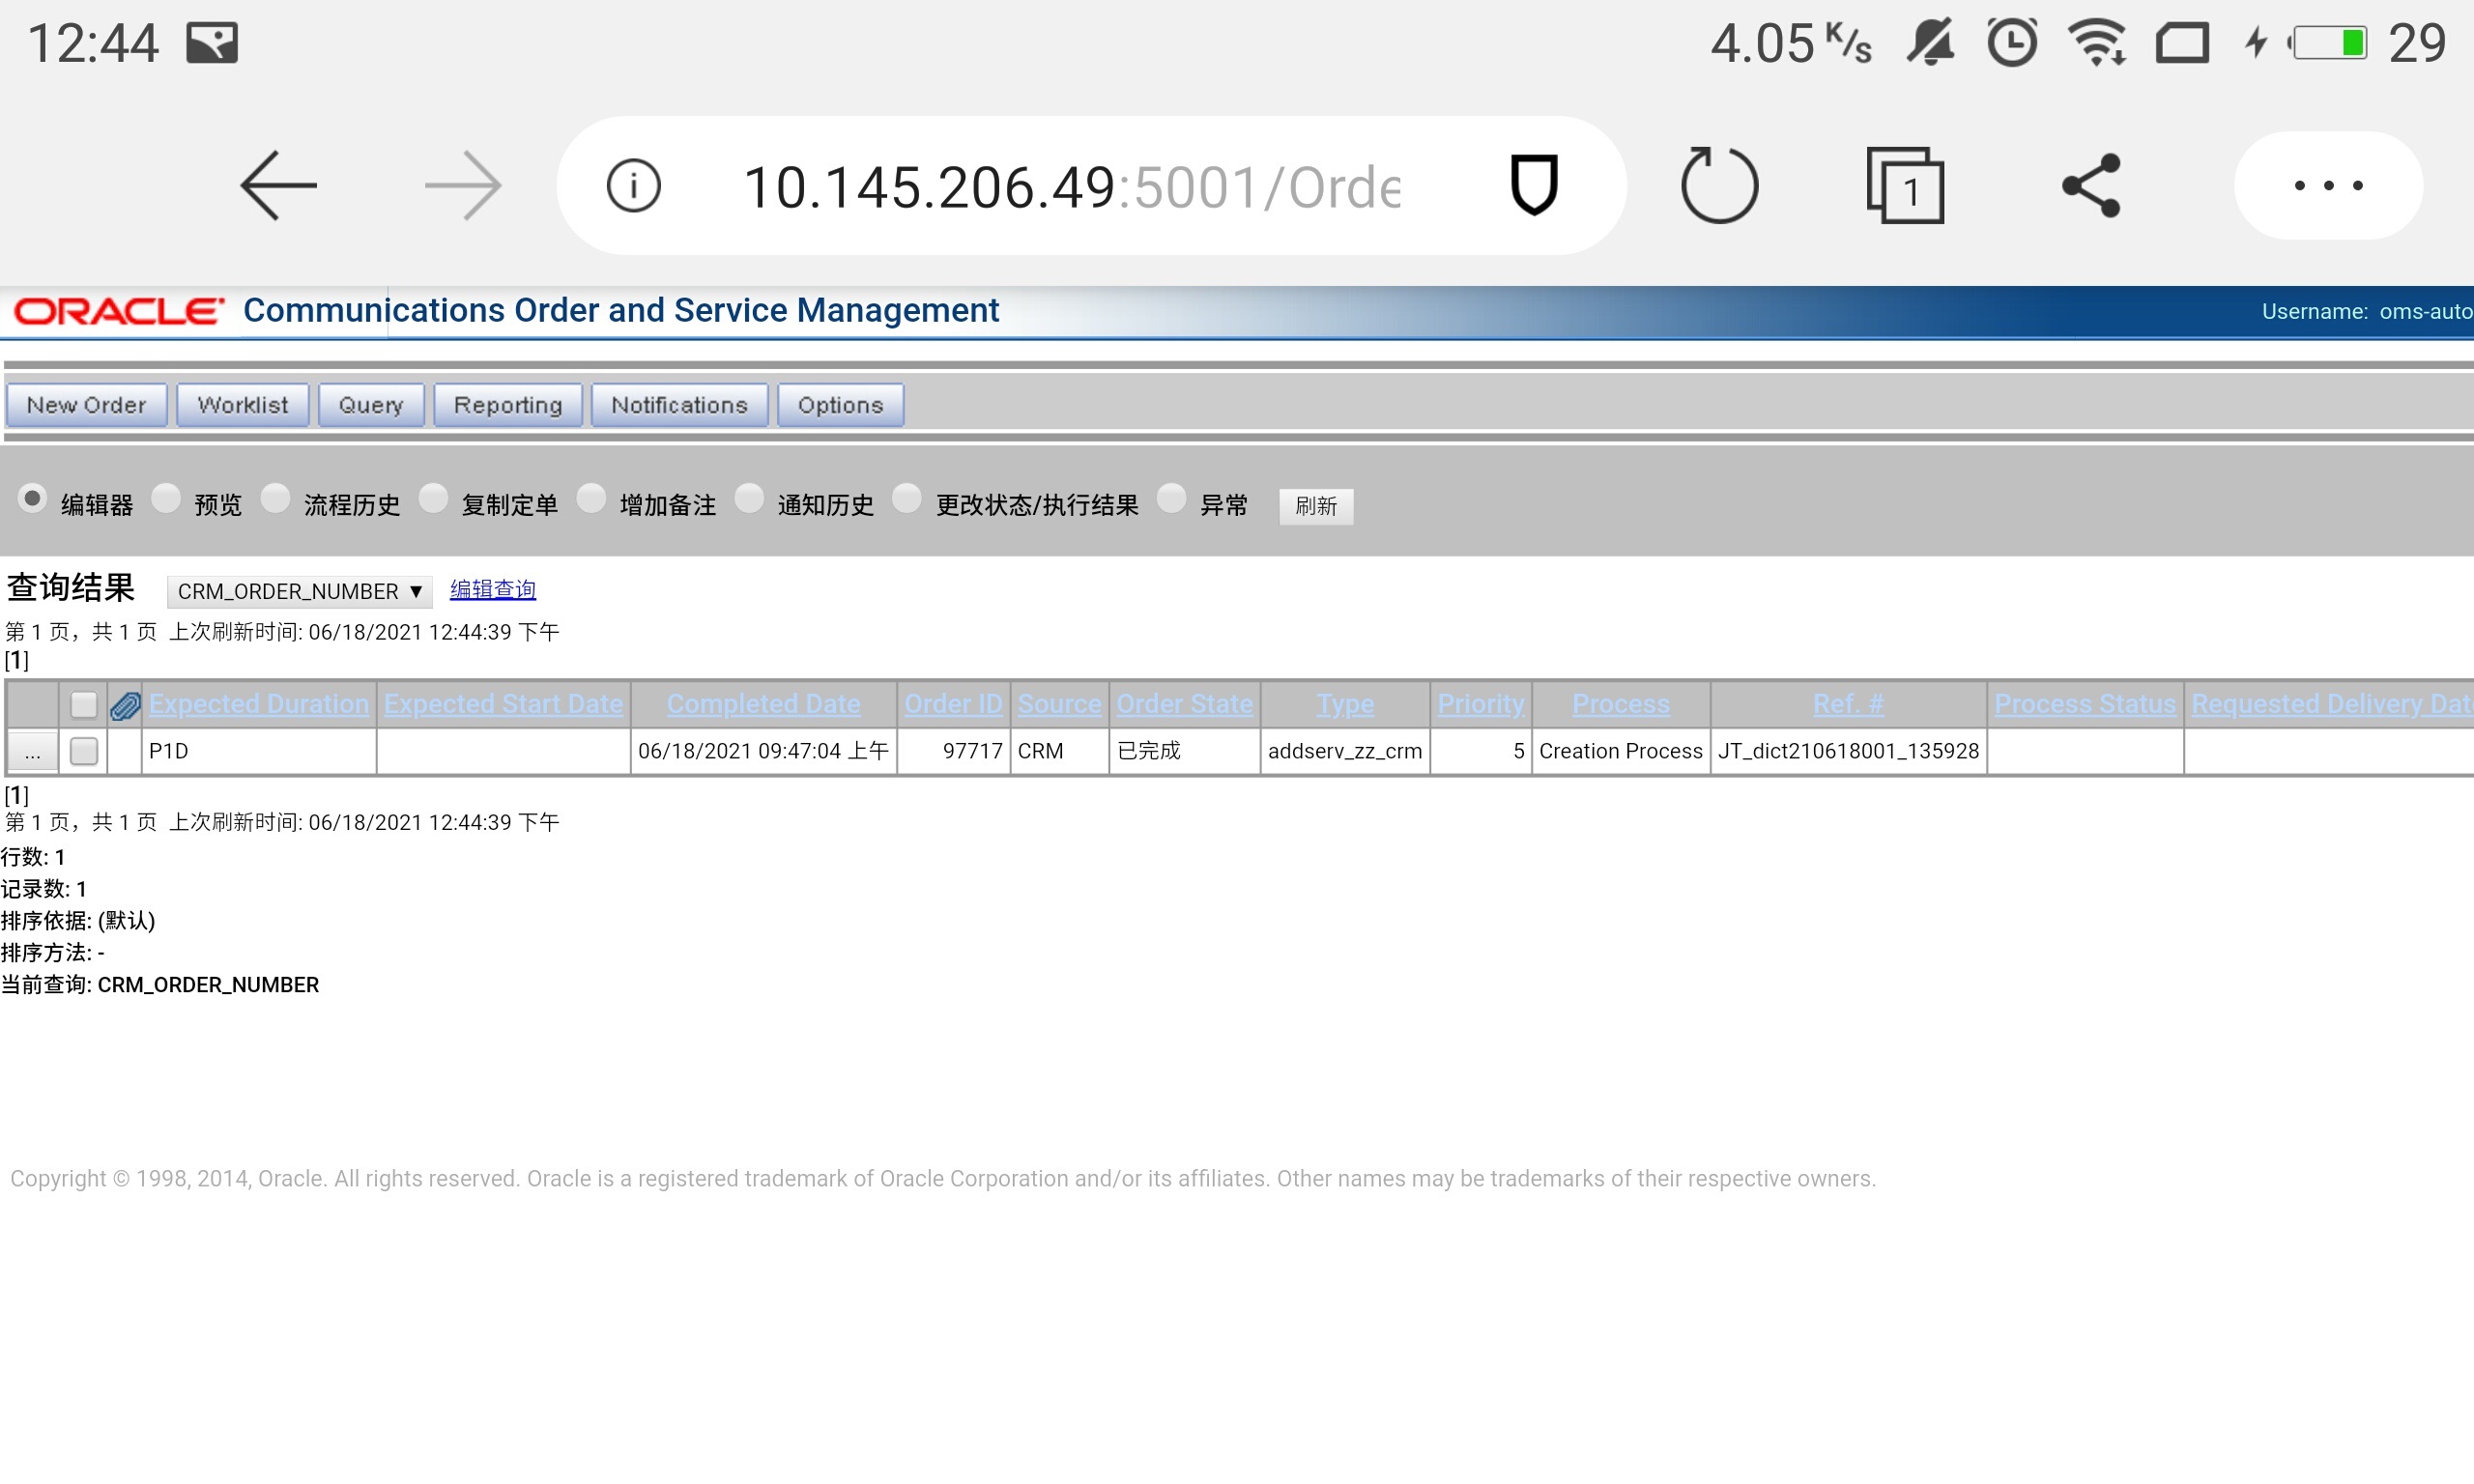 12:44 4.05 K/s 29
10.145.206.49:5001/Orde 1
ORACLE Communications Order and Service Management Username: oms-auto
New Order Worklist Query Reporting Notifications Options
编辑器 预览 流程历史 复制定单 增加备注 通知历史 更改状态/执行结果 异常 刷新
查询结果 CRM_ORDER_NUMBER ▼ 编辑查询
第 1 页，共 1 页 上次刷新时间: 06/18/2021 12:44:39 下午
[1]
Expected Duration Expected Start Date Completed Date Order ID Source Order State Type Priority Process Ref. # Process Status Requested Delivery Dat
... P1D 06/18/2021 09:47:04 上午 97717 CRM 已完成 addserv_zz_crm 5 Creation Process JT_dict210618001_135928
[1]
第 1 页，共 1 页 上次刷新时间: 06/18/2021 12:44:39 下午
行数: 1
记录数: 1
排序依据: (默认)
排序方法: -
当前查询: CRM_ORDER_NUMBER
Copyright © 1998, 2014, Oracle. All rights reserved. Oracle is a registered trademark of Oracle Corporation and/or its affiliates. Other names may be trademarks of their respective owners.